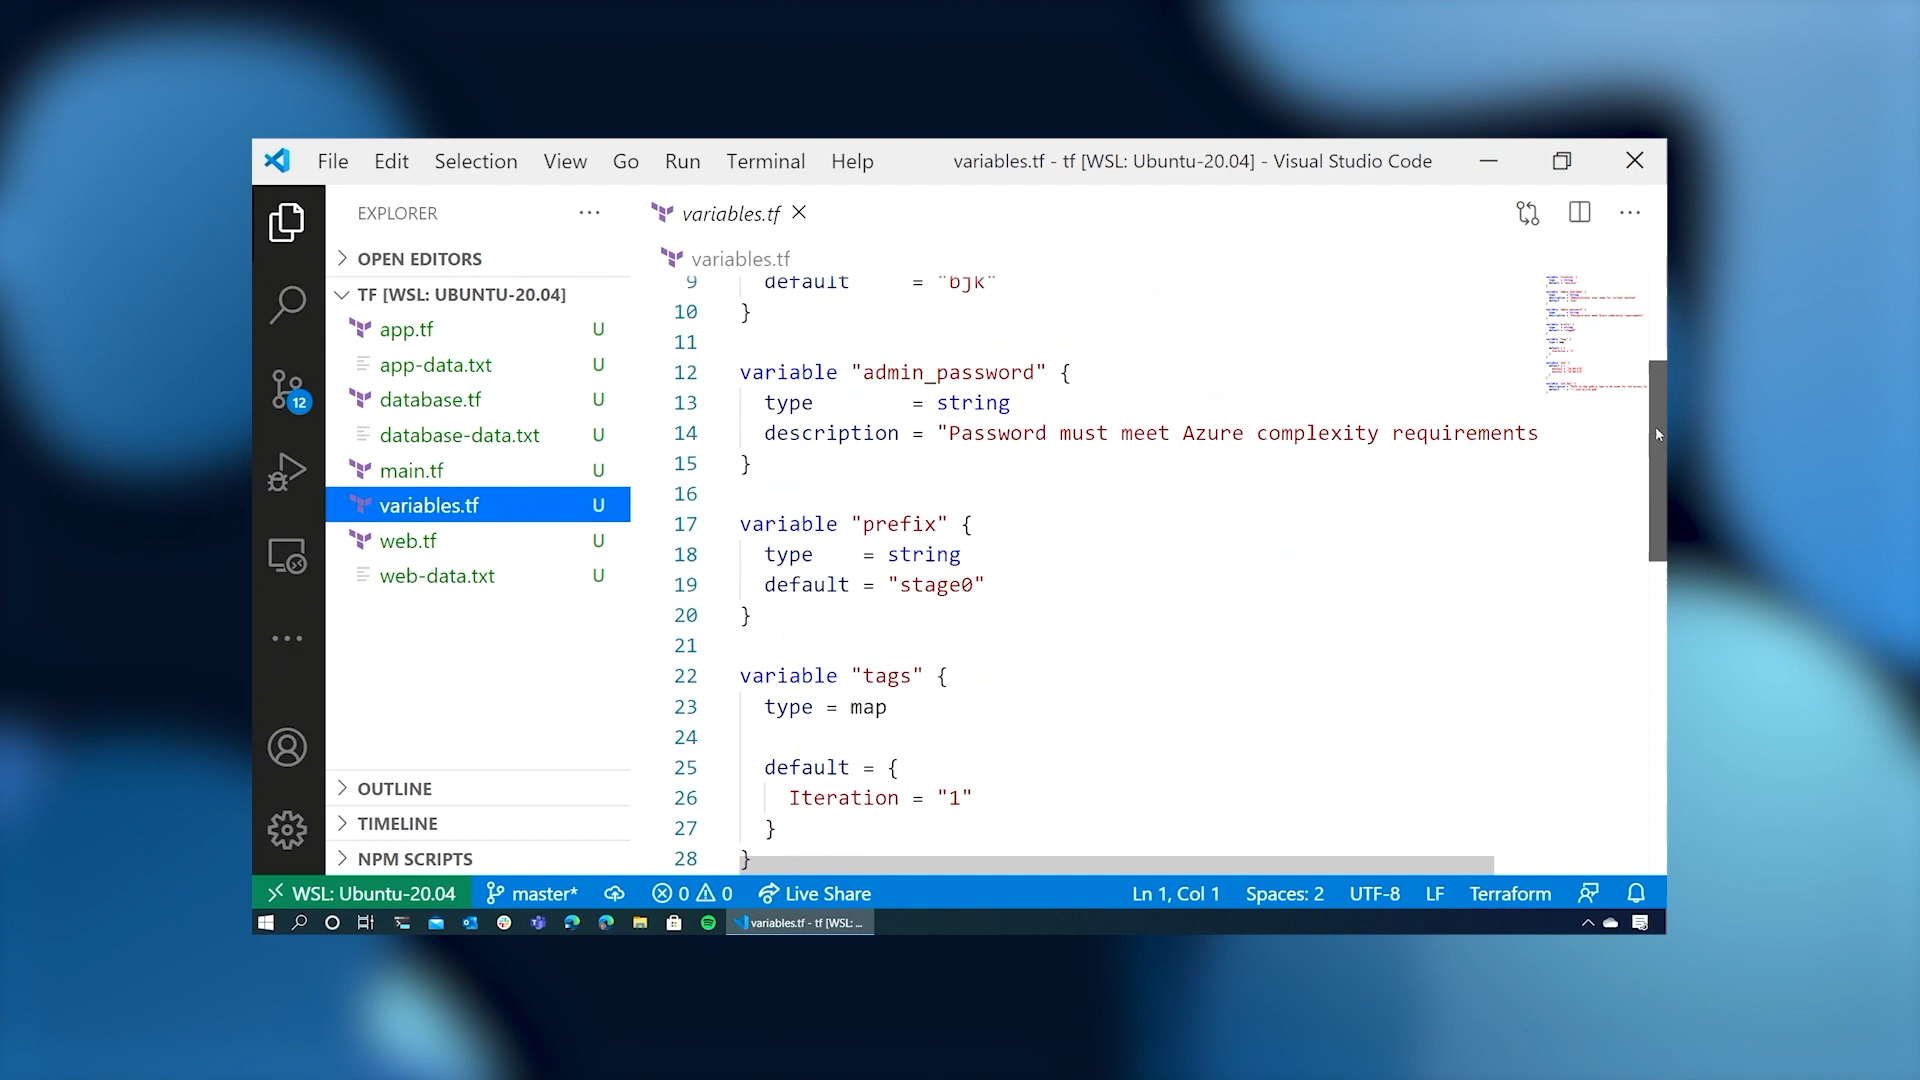 File Edit Selection View Go Run Terminal Help variables.tf - tf [WSL: Ubuntu-20.04] - Visual Studio Code
EXPLORER
OPEN EDITORS
TF [WSL: UBUNTU-20.04]
app.tf U
app-data.txt U
database.tf U
database-data.txt U
main.tf U
variables.tf U
web.tf U
web-data.txt U
OUTLINE
TIMELINE
NPM SCRIPTS
12
variables.tf
variables.tf
9 default = "bjk"
10 }
11
12 variable "admin_password" {
13 type = string
14 description = "Password must meet Azure complexity requirements
15 }
16
17 variable "prefix" {
18 type = string
19 default = "stage0"
20 }
21
22 variable "tags" {
23 type = map
24
25 default = {
26 Iteration = "1"
27 }
28 }
WSL: Ubuntu-20.04 master* 0 0 Live Share Ln 1, Col 1 Spaces: 2 UTF-8 LF Terraform
variables.tf - tf [WSL: ...